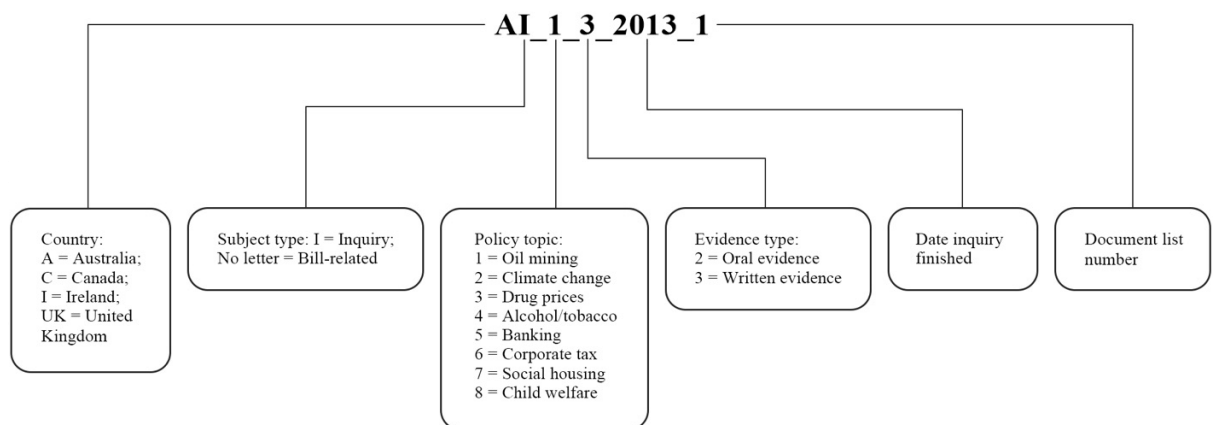 AI_1_3_2013_1
Country:
A = Australia;
C = Canada;
I = Ireland;
UK = United
Kingdom
Subject type: I = Inquiry;
No letter = Bill-related
Policy topic:
1 = Oil mining
2 = Climate change
3 = Drug prices
4 = Alcohol/tobacco
5 = Banking
6 = Corporate tax
7 = Social housing
8 = Child welfare
Evidence type:
2 = Oral evidence
3 = Written evidence
Date inquiry
finished
Document list
number